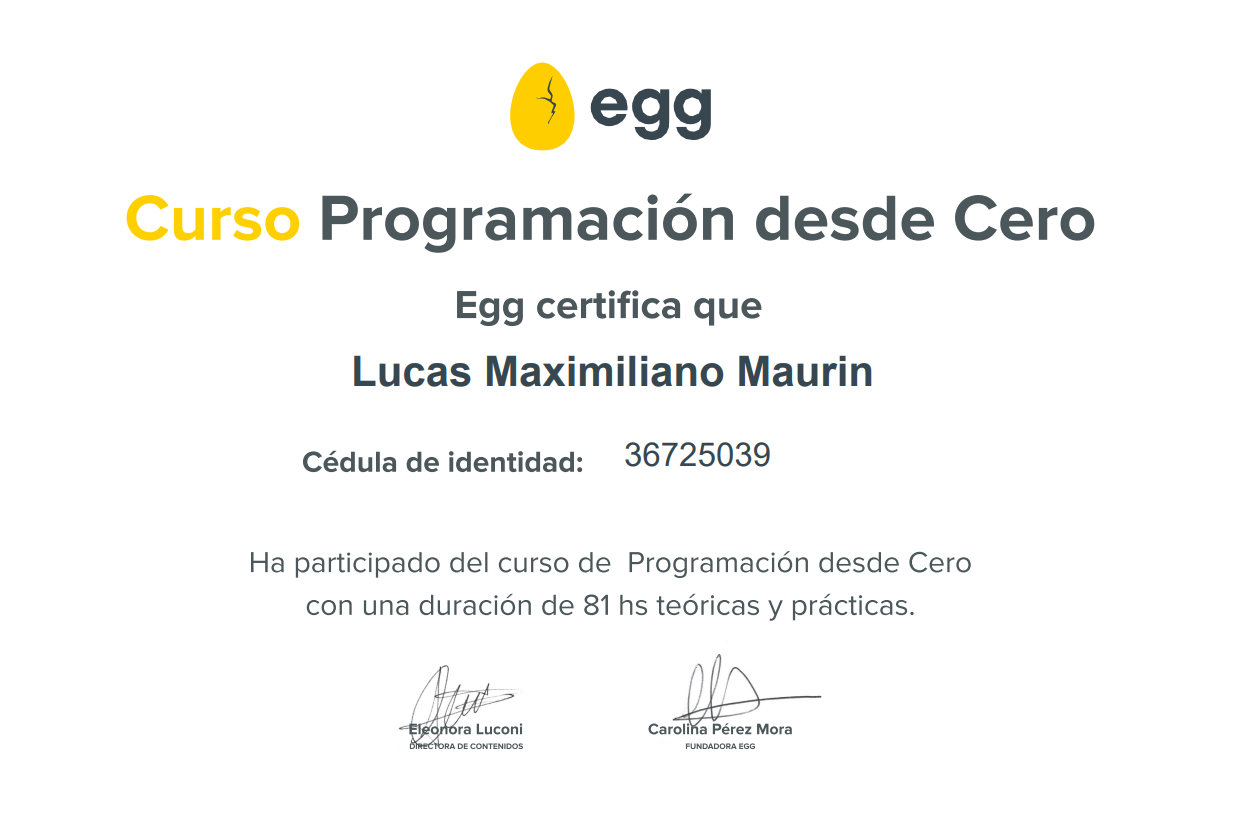 egg
Curso Programación desde Cero
Egg certifica que
Lucas Maximiliano Maurin
Cédula de identidad: 36725039
Ha participado del curso de Programación desde Cero
con una duración de 81 hs teóricas y prácticas.
Eleonora Luconi Carolina Pérez Mora
DIRECTORA DE CONTENIDOS FUNDADORA EGG